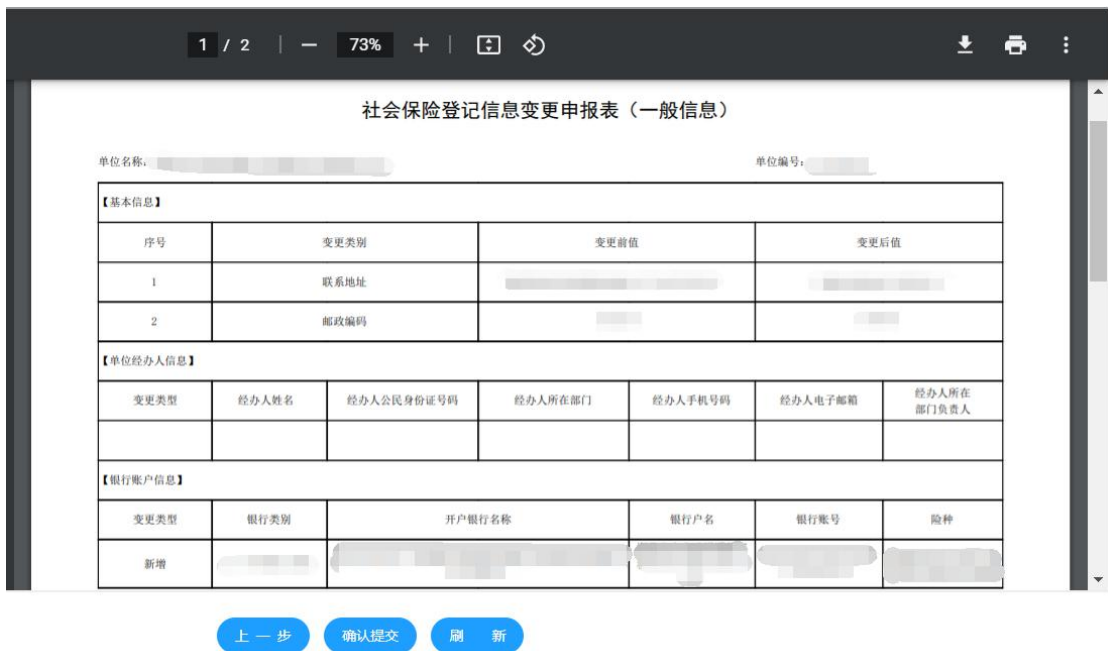 1 / 2 | − 73% + |
社会保险登记信息变更申报表（一般信息）
单位名称： 单位编号：
【基本信息】
序号 变更类别 变更前值 变更后值
1 联系地址
2 邮政编码
【单位经办人信息】
变更类型 经办人姓名 经办人公民身份证号码 经办人所在部门 经办人手机号码 经办人电子邮箱 经办人所在
部门负责人
【银行账户信息】
变更类型 银行类别 开户银行名称 银行户名 银行账号 险种
新增
上一步 确认提交 刷 新